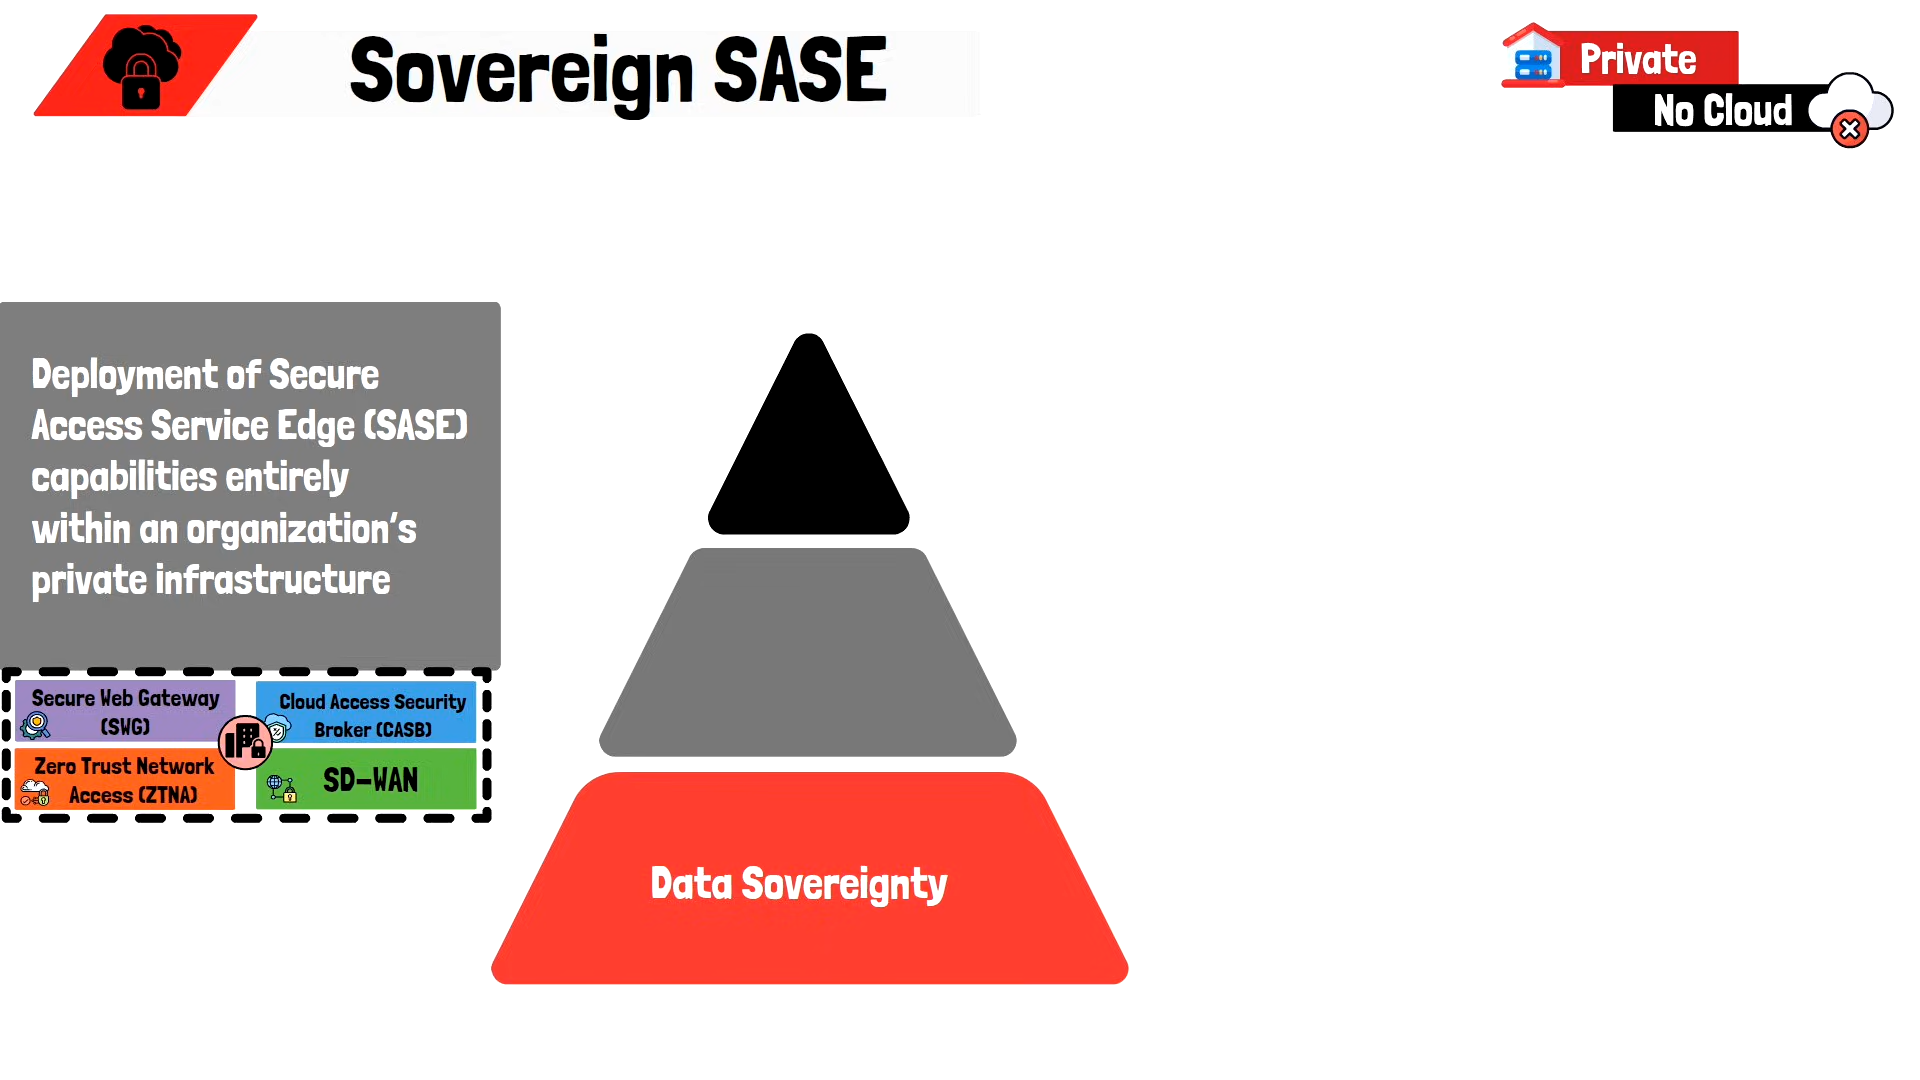 Sovereign SASE
Private
No Cloud
Deployment of Secure
Access Service Edge (SASE)
capabilities entirely
within an organization's
private infrastructure
Secure Web Gateway
(SWG)
Cloud Access Security
Broker (CASB)
Zero Trust Network
Access (ZTNA)
SD-WAN
Data Sovereignty